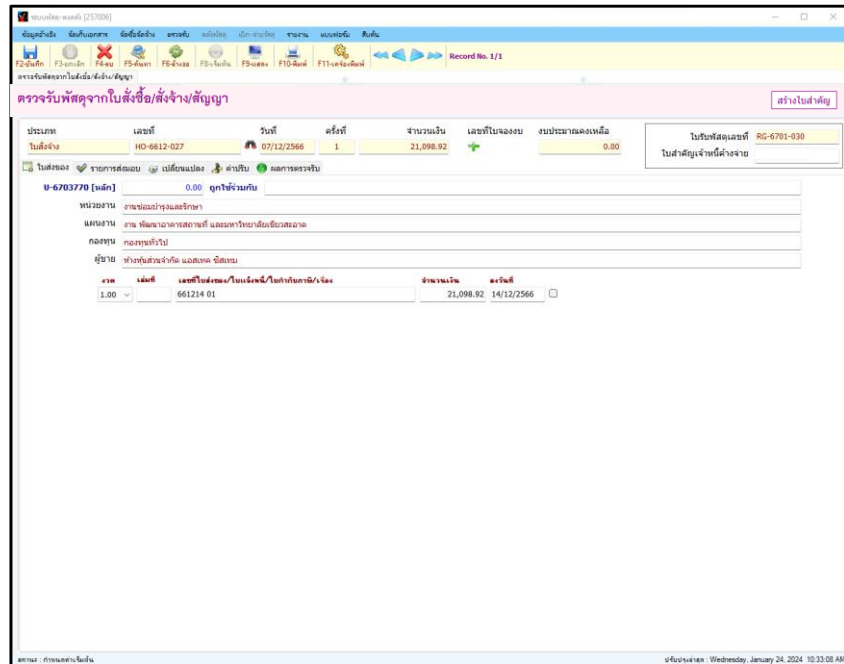 ระบบพัสดุ-คงคลัง [257006]
ข้อมูลอ้างอิง จัดเก็บเอกสาร จัดซื้อจัดจ้าง ตรวจรับ คลังพัสดุ เบิก-จ่ายพัสดุ รายงาน แบบฟอร์ม สืบค้น
F2-บันทึก F3-ยกเลิก F4-ลบ F5-ค้นหา F6-ล้างจอ F8-เริ่มต้น F9-แสดง F10-พิมพ์ F11-เครื่องพิมพ์ Record No. 1/1
ตรวจรับพัสดุจากใบสั่งซื้อ/สั่งจ้าง/สัญญา
ตรวจรับพัสดุจากใบสั่งซื้อ/สั่งจ้าง/สัญญา สร้างใบสำคัญ
ประเภท เลขที่ วันที่ ครั้งที่ จำนวนเงิน เลขที่ใบจองงบ งบประมาณคงเหลือ
ใบสั่งจ้าง HO-6612-027 07/12/2566 1 21,098.92 0.00
ใบรับพัสดุเลขที่ RG-6701-030
ใบสำคัญเจ้าหนี้ค้างจ่าย
ใบส่งของ รายการส่งมอบ เปลี่ยนแปลง ค่าปรับ ผลการตรวจรับ
U-6703770 [หลัก] 0.00 ถูกใช้ร่วมกับ
หน่วยงาน งานซ่อมบำรุงและรักษา
แผนงาน งาน พัฒนาอาคารสถานที่ และมหาวิทยาลัยเขียวสะอาด
กองทุน กองทุนทั่วไป
ผู้ขาย ห้างหุ้นส่วนจำกัด แอสเทค ซิสเทม
งวด เล่มที่ เลขที่ใบส่งของ/ใบแจ้งหนี้/ใบกำกับภาษี/เรื่อง จำนวนเงิน ลงวันที่
1.00 661214 01 21,098.92 14/12/2566
สถานะ : กำหนดค่าเริ่มต้น ปรับปรุงล่าสุด : Wednesday, January 24, 2024 10:33:08 AM